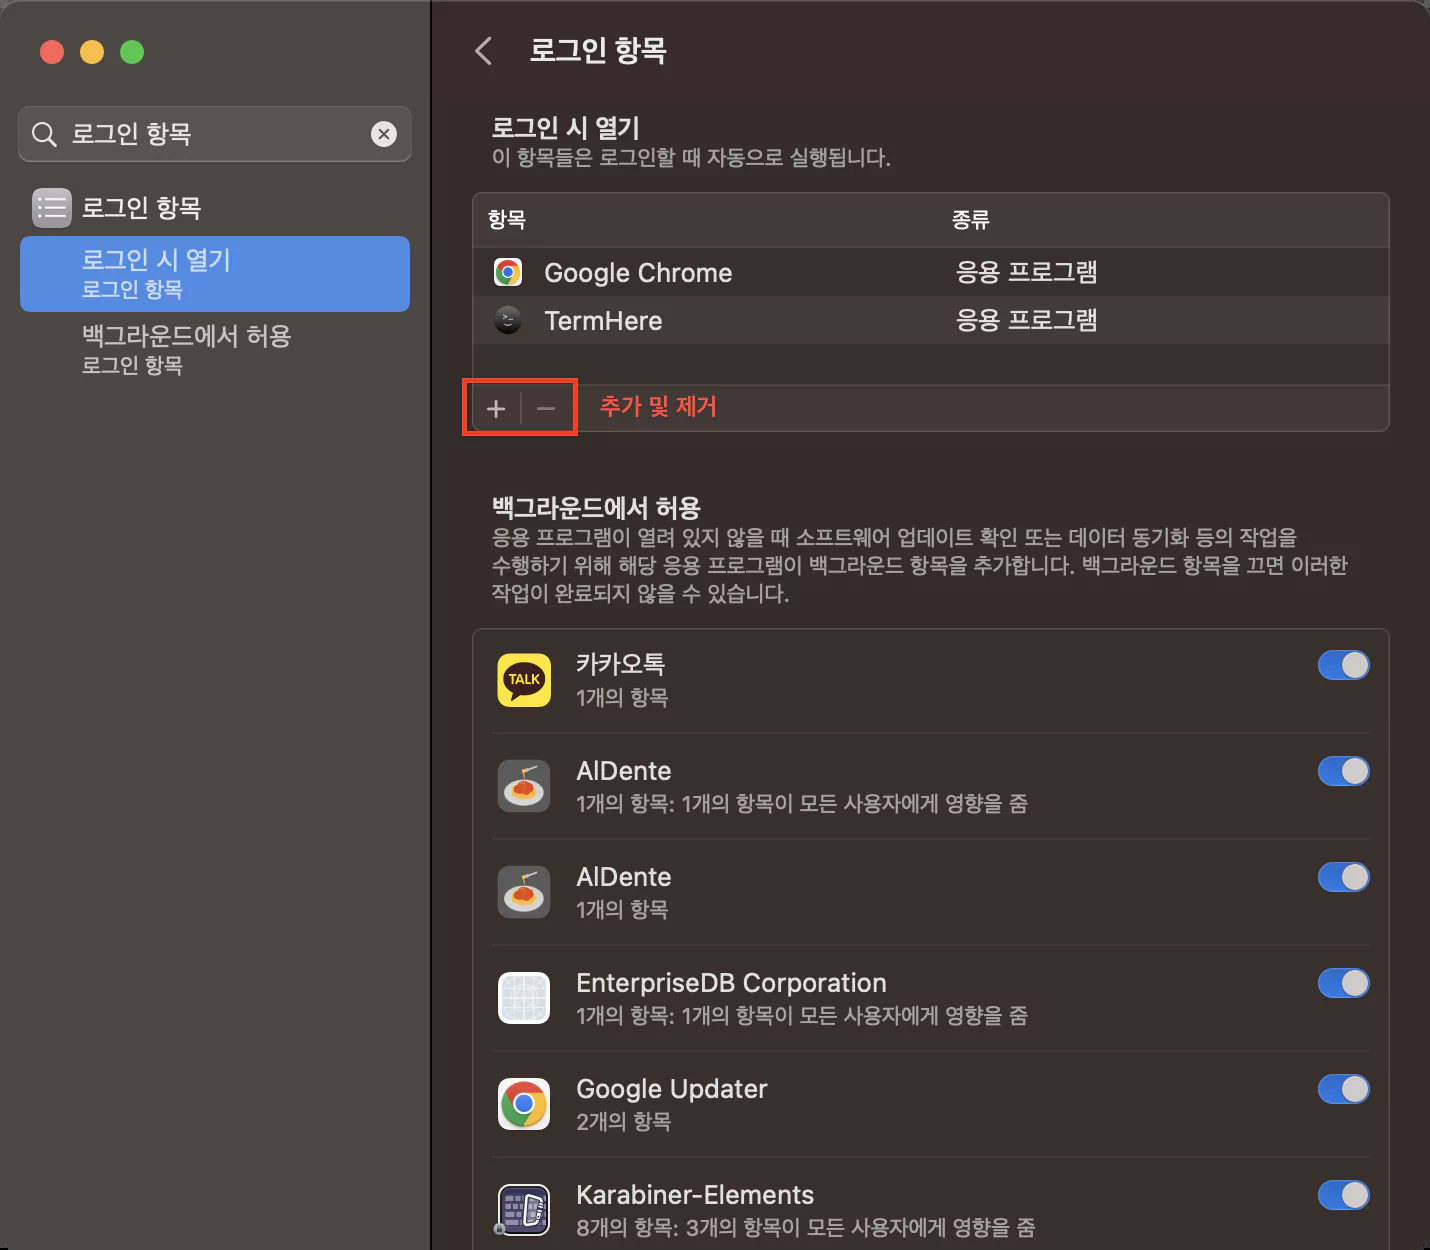 로그인 항목
로그인 항목
로그인 시 열기
로그인 항목
백그라운드에서 허용
로그인 항목
로그인 항목
로그인 시 열기
이 항목들은 로그인할 때 자동으로 실행됩니다.
항목 종류
Google Chrome 응용 프로그램
TermHere 응용 프로그램
추가 및 제거
백그라운드에서 허용
응용 프로그램이 열려 있지 않을 때 소프트웨어 업데이트 확인 또는 데이터 동기화 등의 작업을
수행하기 위해 해당 응용 프로그램이 백그라운드 항목을 추가합니다. 백그라운드 항목을 끄면 이러한
작업이 완료되지 않을 수 있습니다.
TALK
카카오톡
1개의 항목
AlDente
1개의 항목: 1개의 항목이 모든 사용자에게 영향을 줌
AlDente
1개의 항목
EnterpriseDB Corporation
1개의 항목: 1개의 항목이 모든 사용자에게 영향을 줌
Google Updater
2개의 항목
Karabiner-Elements
8개의 항목: 3개의 항목이 모든 사용자에게 영향을 줌